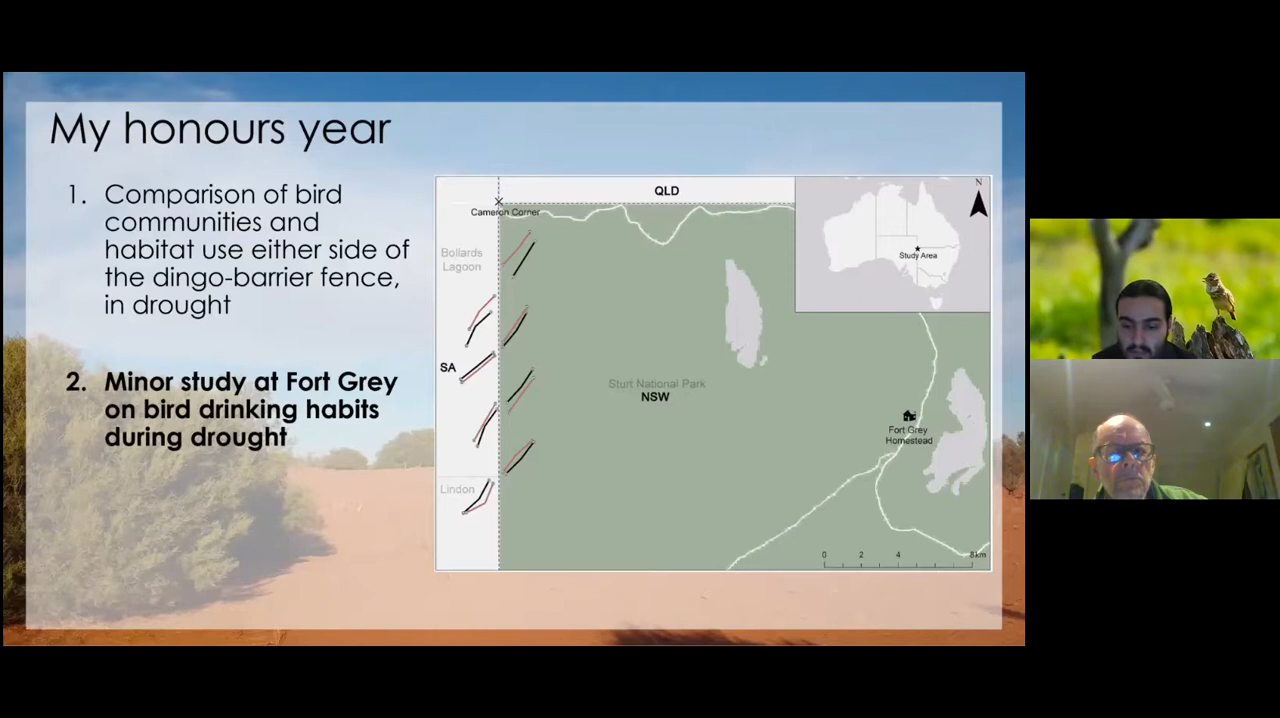 My honours year
1. Comparison of bird
communities and
habitat use either side of
the dingo-barrier fence,
in drought
2. Minor study at Fort Grey
on bird drinking habits
during drought
QLD
N
Cameron Corner
Bollards
Lagoon
Study Area
SA
Sturt National Park
NSW
Fort Grey
Homestead
Lindon
0 2 4 8km